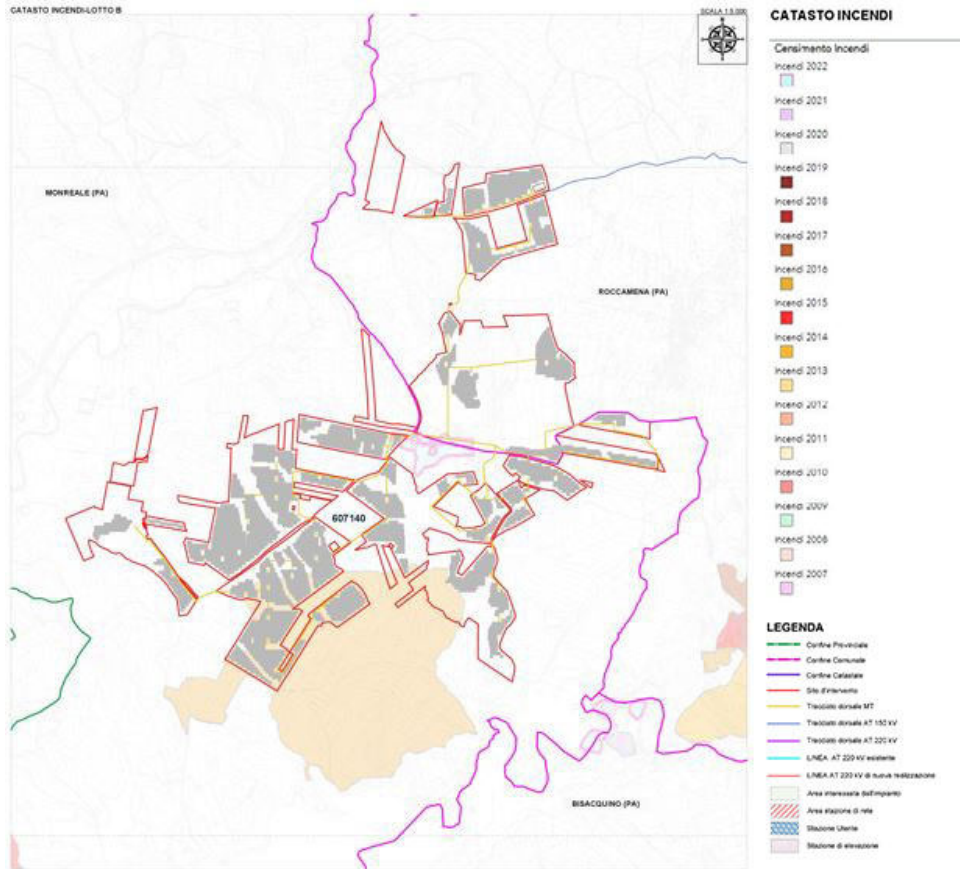 CATASTO INCENDI-LOTTO B
SCALA 1:5.000
MONREALE (PA)
ROCCAMENA (PA)
607140
BISACQUINO (PA)
CATASTO INCENDI
Censimento Incendi
Incendi 2022
Incendi 2021
Incendi 2020
Incendi 2019
Incendi 2018
Incendi 2017
Incendi 2016
Incendi 2015
Incendi 2014
Incendi 2013
Incendi 2012
Incendi 2011
Incendi 2010
Incendi 2009
Incendi 2008
Incendi 2007
LEGENDA
Confine Provinciale
Confine Comunale
Confine Catastale
Sito d'intervento
Tracciato dorsale MT
Tracciato dorsale AT 150 kV
Tracciato dorsale AT 220 kV
LINEA AT 220 kV esistente
LINEA AT 220 kV di nuova realizzazione
Area interessata dall'impianto
Area stazione di rete
Stazione Utente
Stazione di elevazione